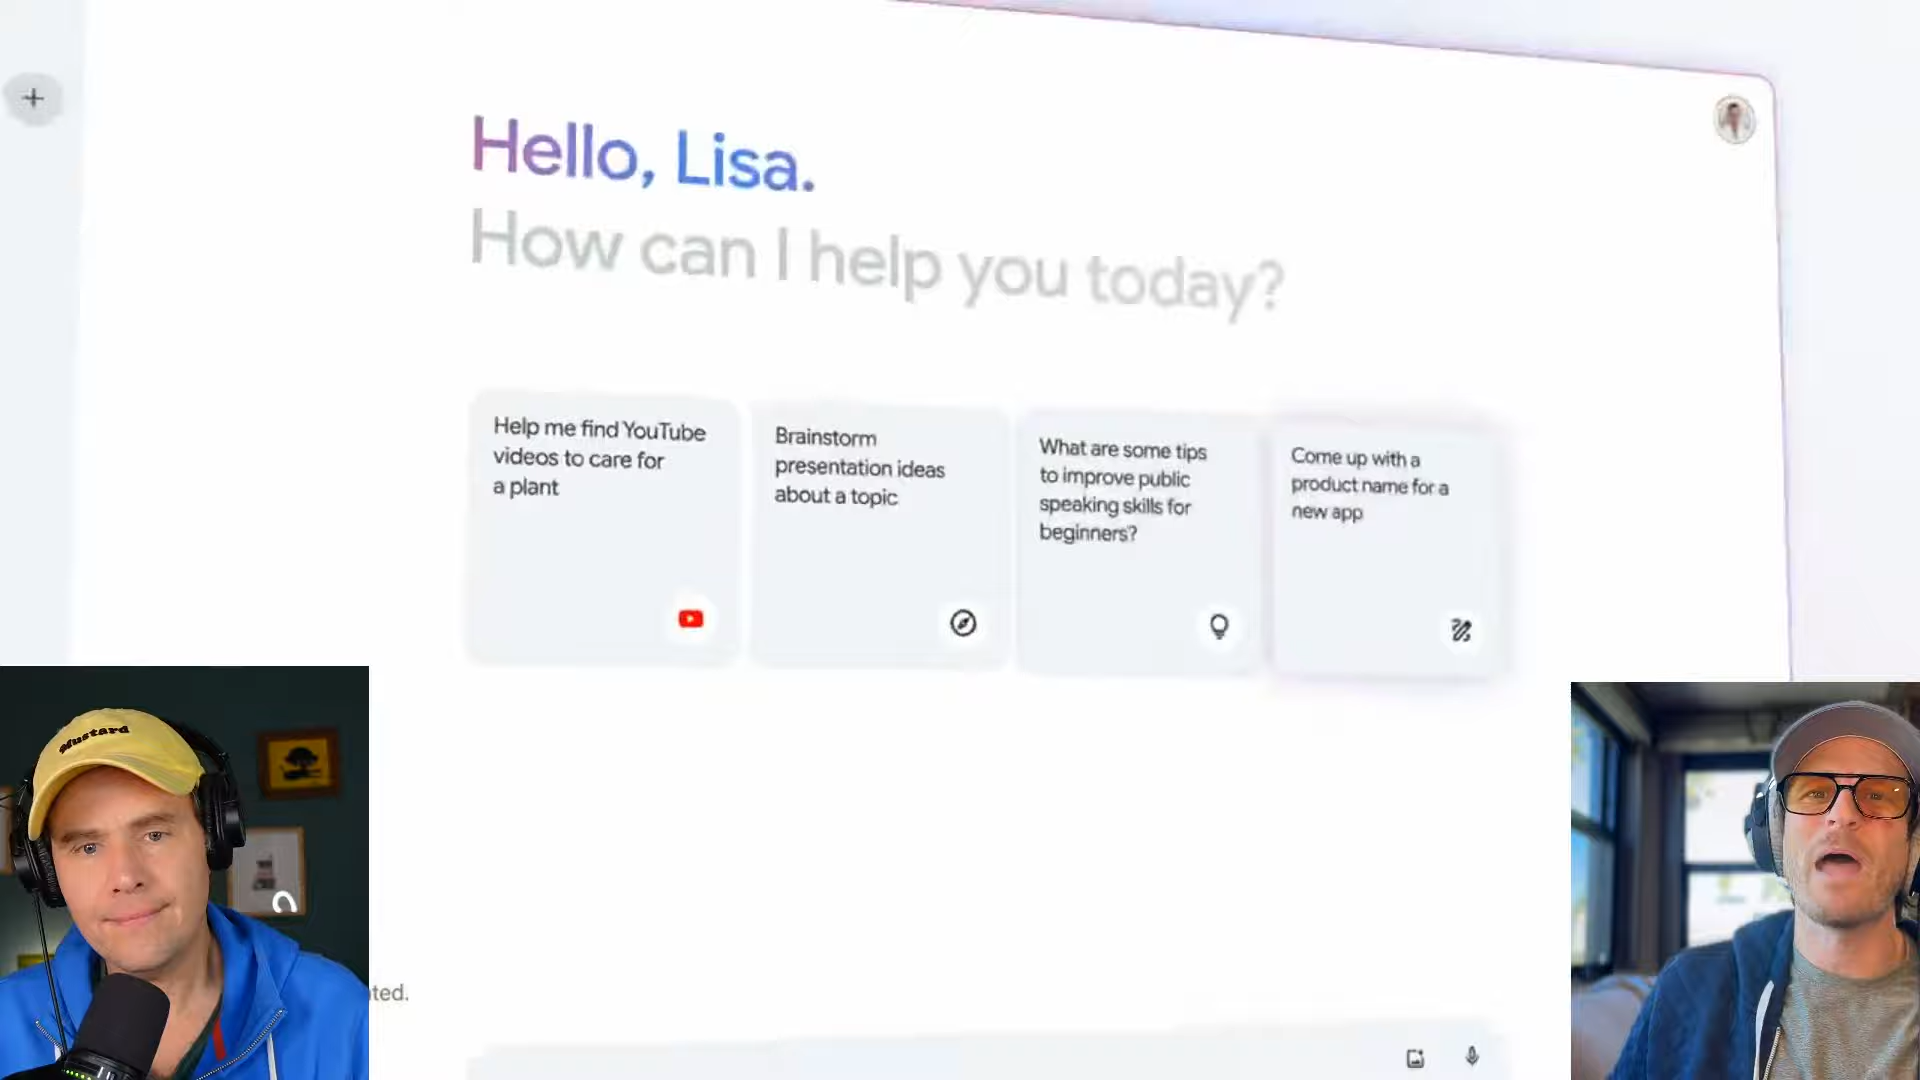 Hello, Lisa.
How can I help you today?
Help me find YouTube
videos to care for
a plant
Brainstorm
presentation ideas
about a topic
What are some tips
to improve public
speaking skills for
beginners?
Come up with a
product name for a
new app
Mustard